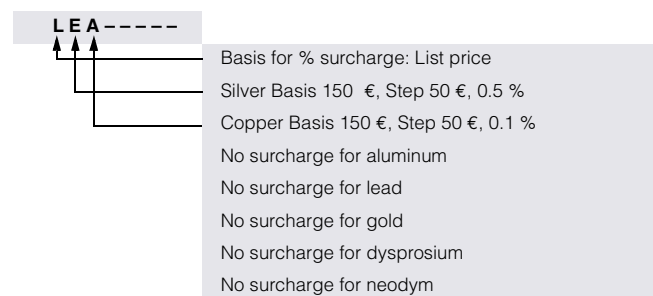 LEA-----
Basis for % surcharge: List price
Silver Basis 150 €, Step 50 €, 0.5 %
Copper Basis 150 €, Step 50 €, 0.1 %
No surcharge for aluminum
No surcharge for lead
No surcharge for gold
No surcharge for dysprosium
No surcharge for neodym